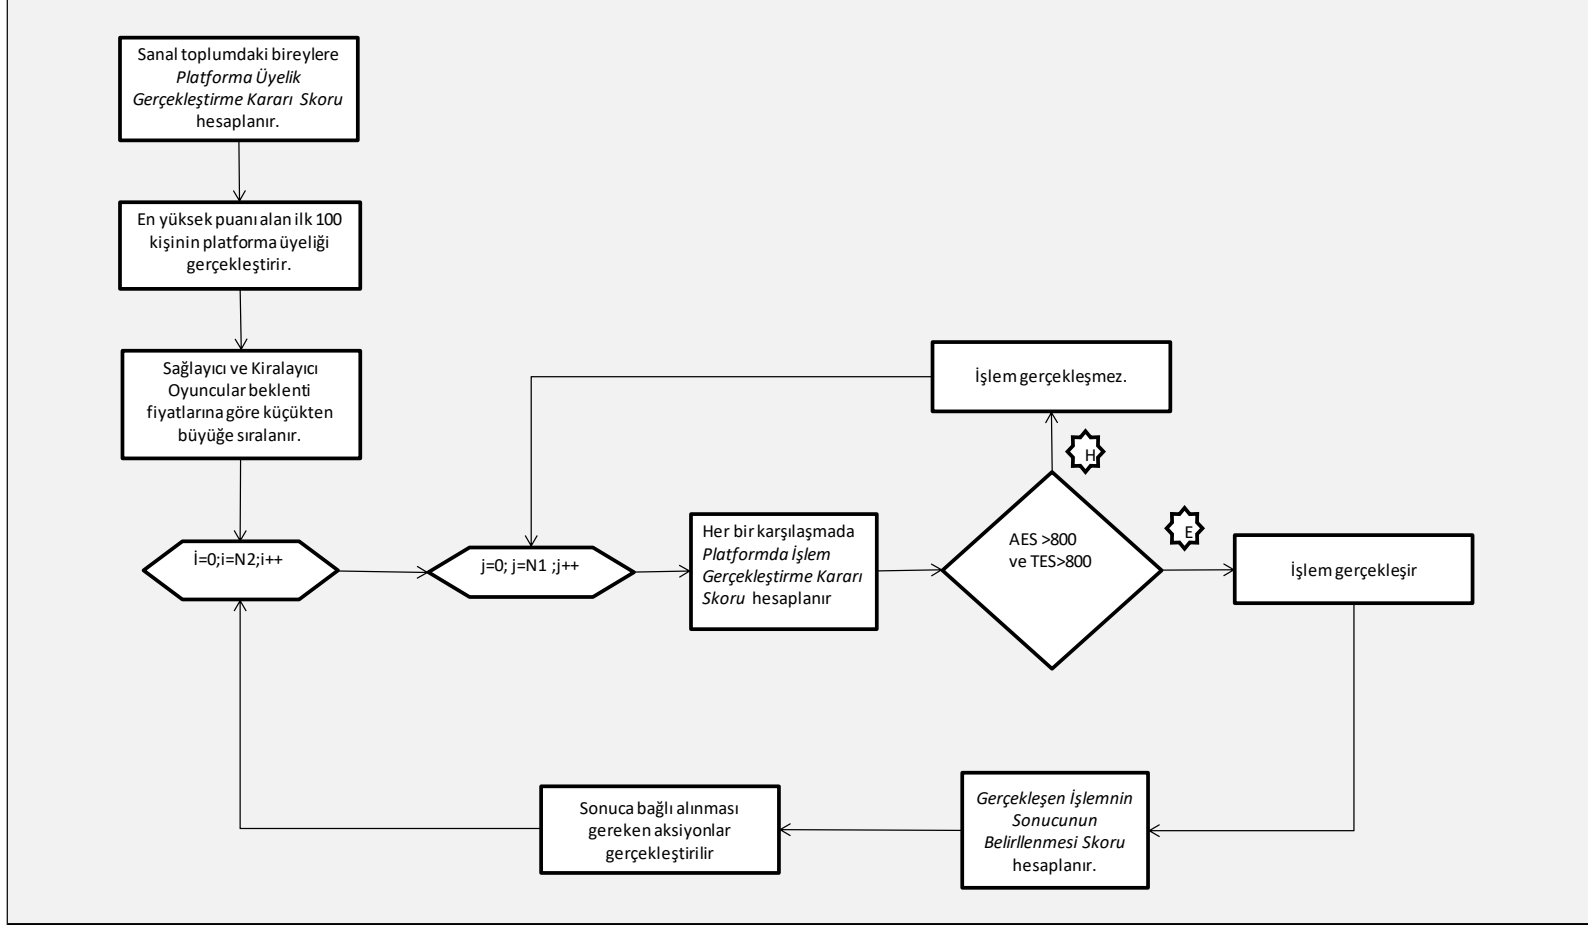 Sanal toplumdaki bireylere
Platforma Üyelik
Gerçekleştirme Kararı Skoru
hesaplanır.
En yüksek puanı alan ilk 100
kişinin platforma üyeliği
gerçekleştirir.
Sağlayıcı ve Kiralayıcı
Oyuncular beklenti
fiyatlarına göre küçükten
büyüğe sıralanır.
İ=0;i=N2;i++
j=0; j=N1 ;j++
Her bir karşılaşmada
Platformda İşlem
Gerçekleştirme Kararı
Skoru hesaplanır
AES >800
ve TES>800
H
İşlem gerçekleşmez.
E
İşlem gerçekleşir
Gerçekleşen İşlemnin
Sonucunun
Belirllenmesi Skoru
hesaplanır.
Sonuca bağlı alınması
gereken aksiyonlar
gerçekleştirilir